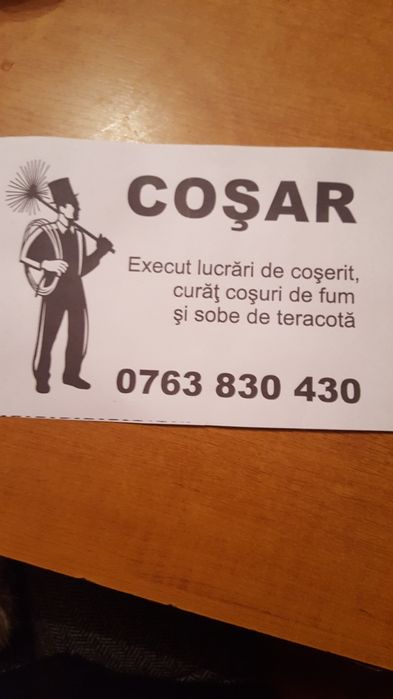 COŞAR
Execut lucrări de coşerit,
curăţ coşuri de fum
şi sobe de teracotă
0763 830 430